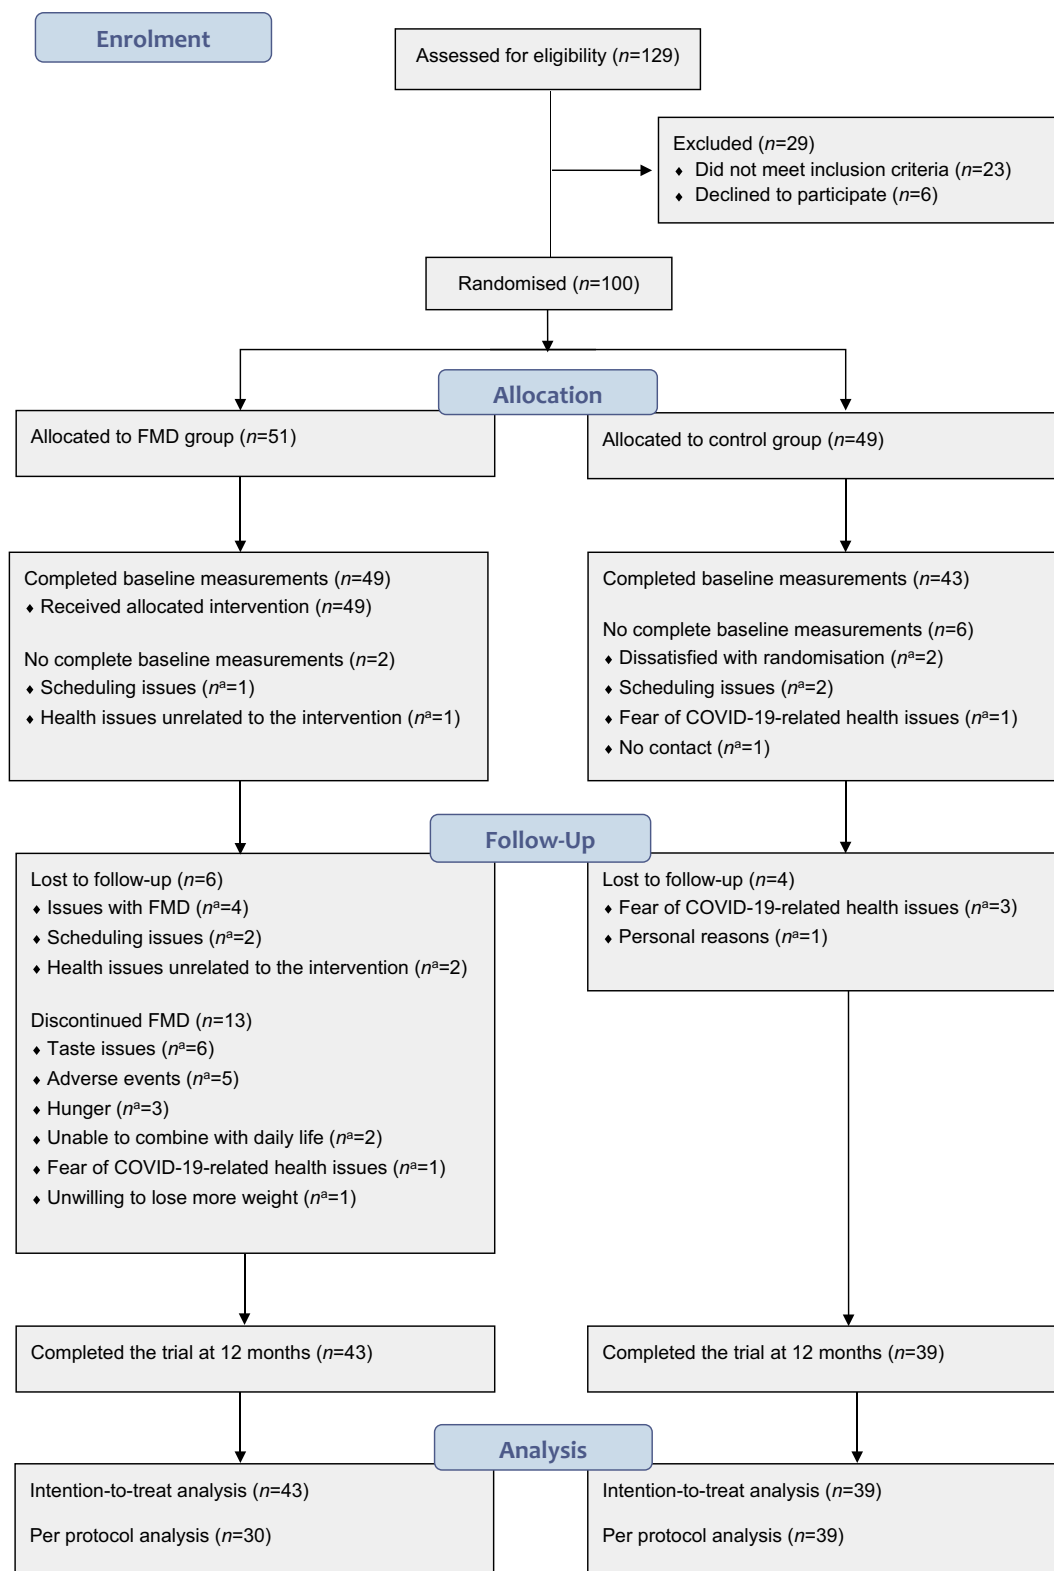 Enrolment
Assessed for eligibility (n=129)
Excluded (n=29)
♦ Did not meet inclusion criteria (n=23)
♦ Declined to participate (n=6)
Randomised (n=100)
Allocation
Allocated to FMD group (n=51)
Allocated to control group (n=49)
Completed baseline measurements (n=49)
♦ Received allocated intervention (n=49)
No complete baseline measurements (n=2)
♦ Scheduling issues (nᵃ=1)
♦ Health issues unrelated to the intervention (nᵃ=1)
Completed baseline measurements (n=43)
No complete baseline measurements (n=6)
♦ Dissatisfied with randomisation (nᵃ=2)
♦ Scheduling issues (nᵃ=2)
♦ Fear of COVID-19-related health issues (nᵃ=1)
♦ No contact (nᵃ=1)
Follow-Up
Lost to follow-up (n=6)
♦ Issues with FMD (nᵃ=4)
♦ Scheduling issues (nᵃ=2)
♦ Health issues unrelated to the intervention (nᵃ=2)
Discontinued FMD (n=13)
♦ Taste issues (nᵃ=6)
♦ Adverse events (nᵃ=5)
♦ Hunger (nᵃ=3)
♦ Unable to combine with daily life (nᵃ=2)
♦ Fear of COVID-19-related health issues (nᵃ=1)
♦ Unwilling to lose more weight (nᵃ=1)
Lost to follow-up (n=4)
♦ Fear of COVID-19-related health issues (nᵃ=3)
♦ Personal reasons (nᵃ=1)
Completed the trial at 12 months (n=43)
Completed the trial at 12 months (n=39)
Analysis
Intention-to-treat analysis (n=43)
Per protocol analysis (n=30)
Intention-to-treat analysis (n=39)
Per protocol analysis (n=39)